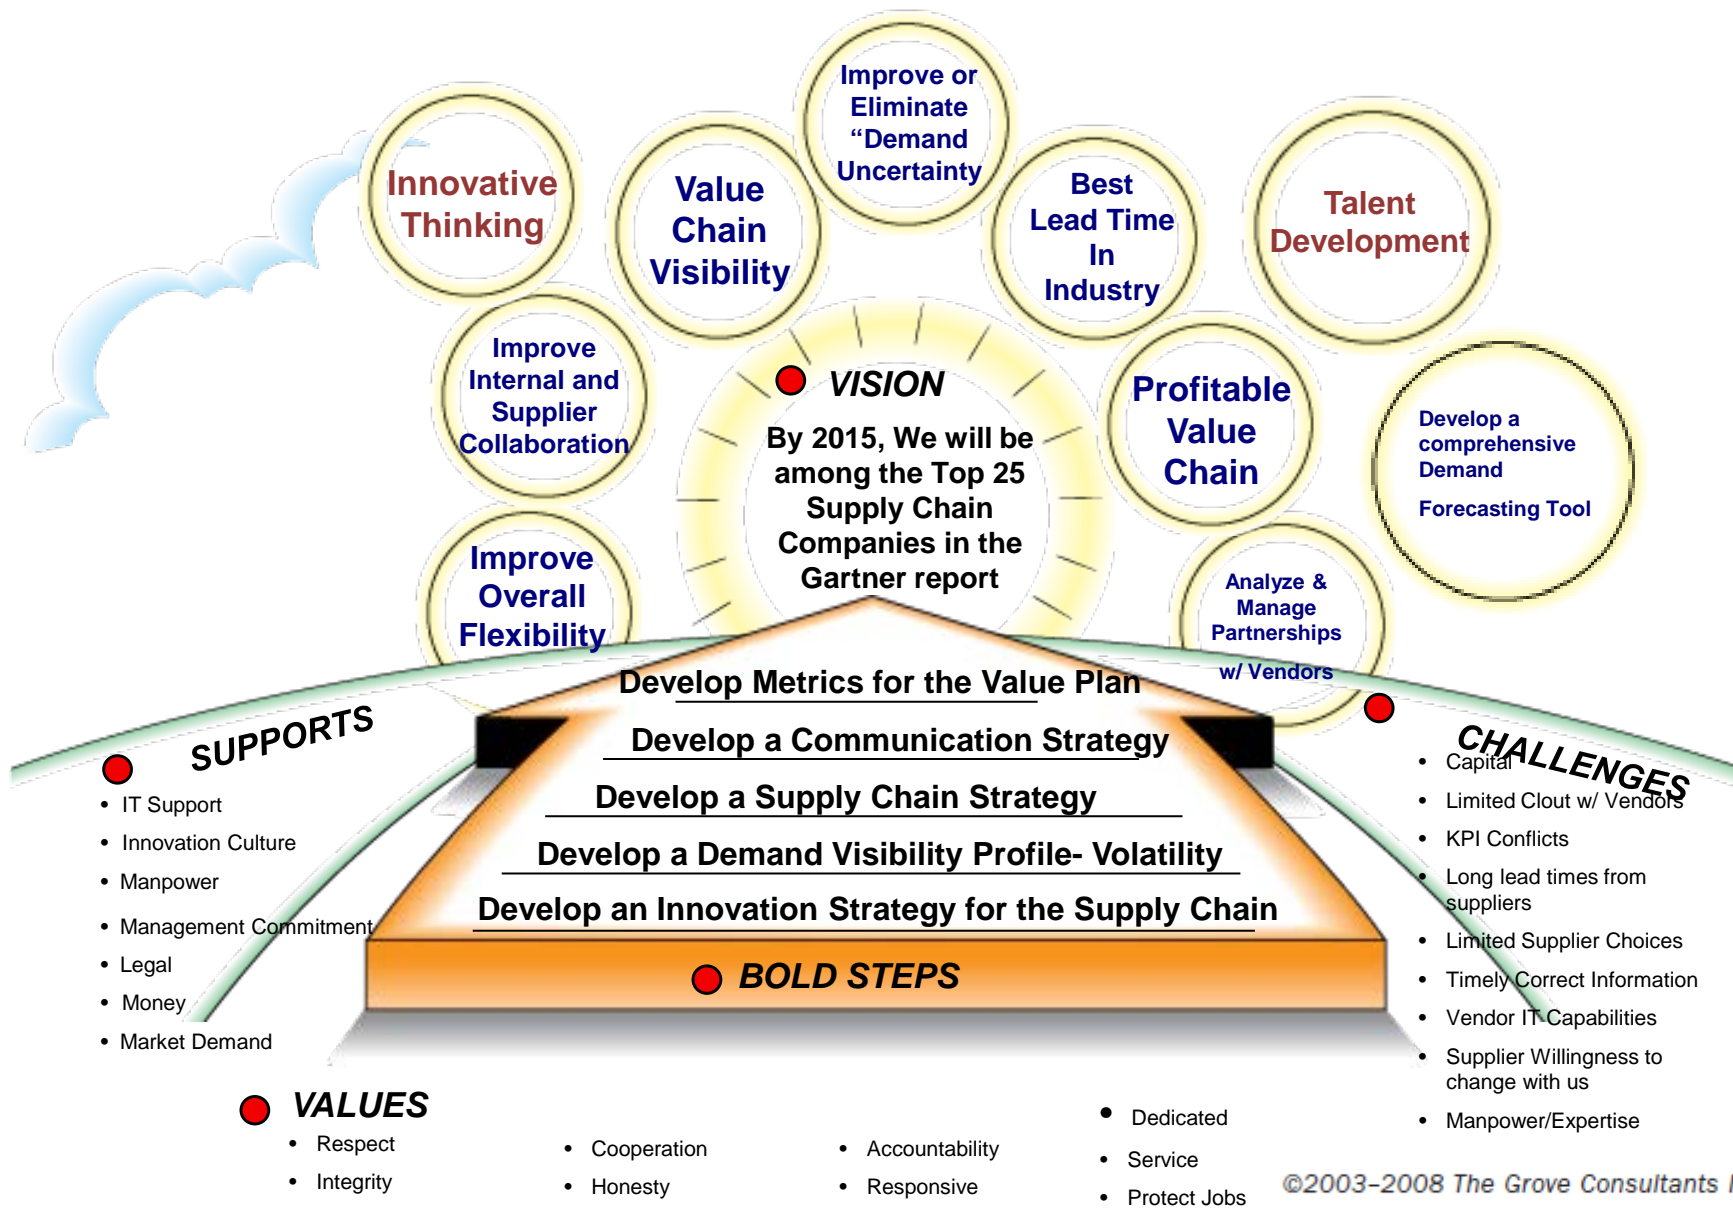 Improve or
Eliminate
“Demand
Uncertainty
Innovative
Thinking
Value
Chain
Visibility
Best
Lead Time
In
Industry
Talent
Development
Improve
Internal and
Supplier
Collaboration
VISION
By 2015, We will be
among the Top 25
Supply Chain
Companies in the
Gartner report
Profitable
Value
Chain
Develop a
comprehensive
Demand
Forecasting Tool
Improve
Overall
Flexibility
Analyze &
Manage
Partnerships
w/ Vendors
Develop Metrics for the Value Plan
Develop a Communication Strategy
Develop a Supply Chain Strategy
Develop a Demand Visibility Profile- Volatility
Develop an Innovation Strategy for the Supply Chain
BOLD STEPS
SUPPORTS
• IT Support
• Innovation Culture
• Manpower
• Management Commitment
• Legal
• Money
• Market Demand
CHALLENGES
• Capital
• Limited Clout w/ Vendors
• KPI Conflicts
• Long lead times from
suppliers
• Limited Supplier Choices
• Timely Correct Information
• Vendor IT Capabilities
• Supplier Willingness to
change with us
• Manpower/Expertise
VALUES
• Respect
• Integrity
• Cooperation
• Honesty
• Accountability
• Responsive
• Dedicated
• Service
• Protect Jobs
©2003–2008 The Grove Consultants